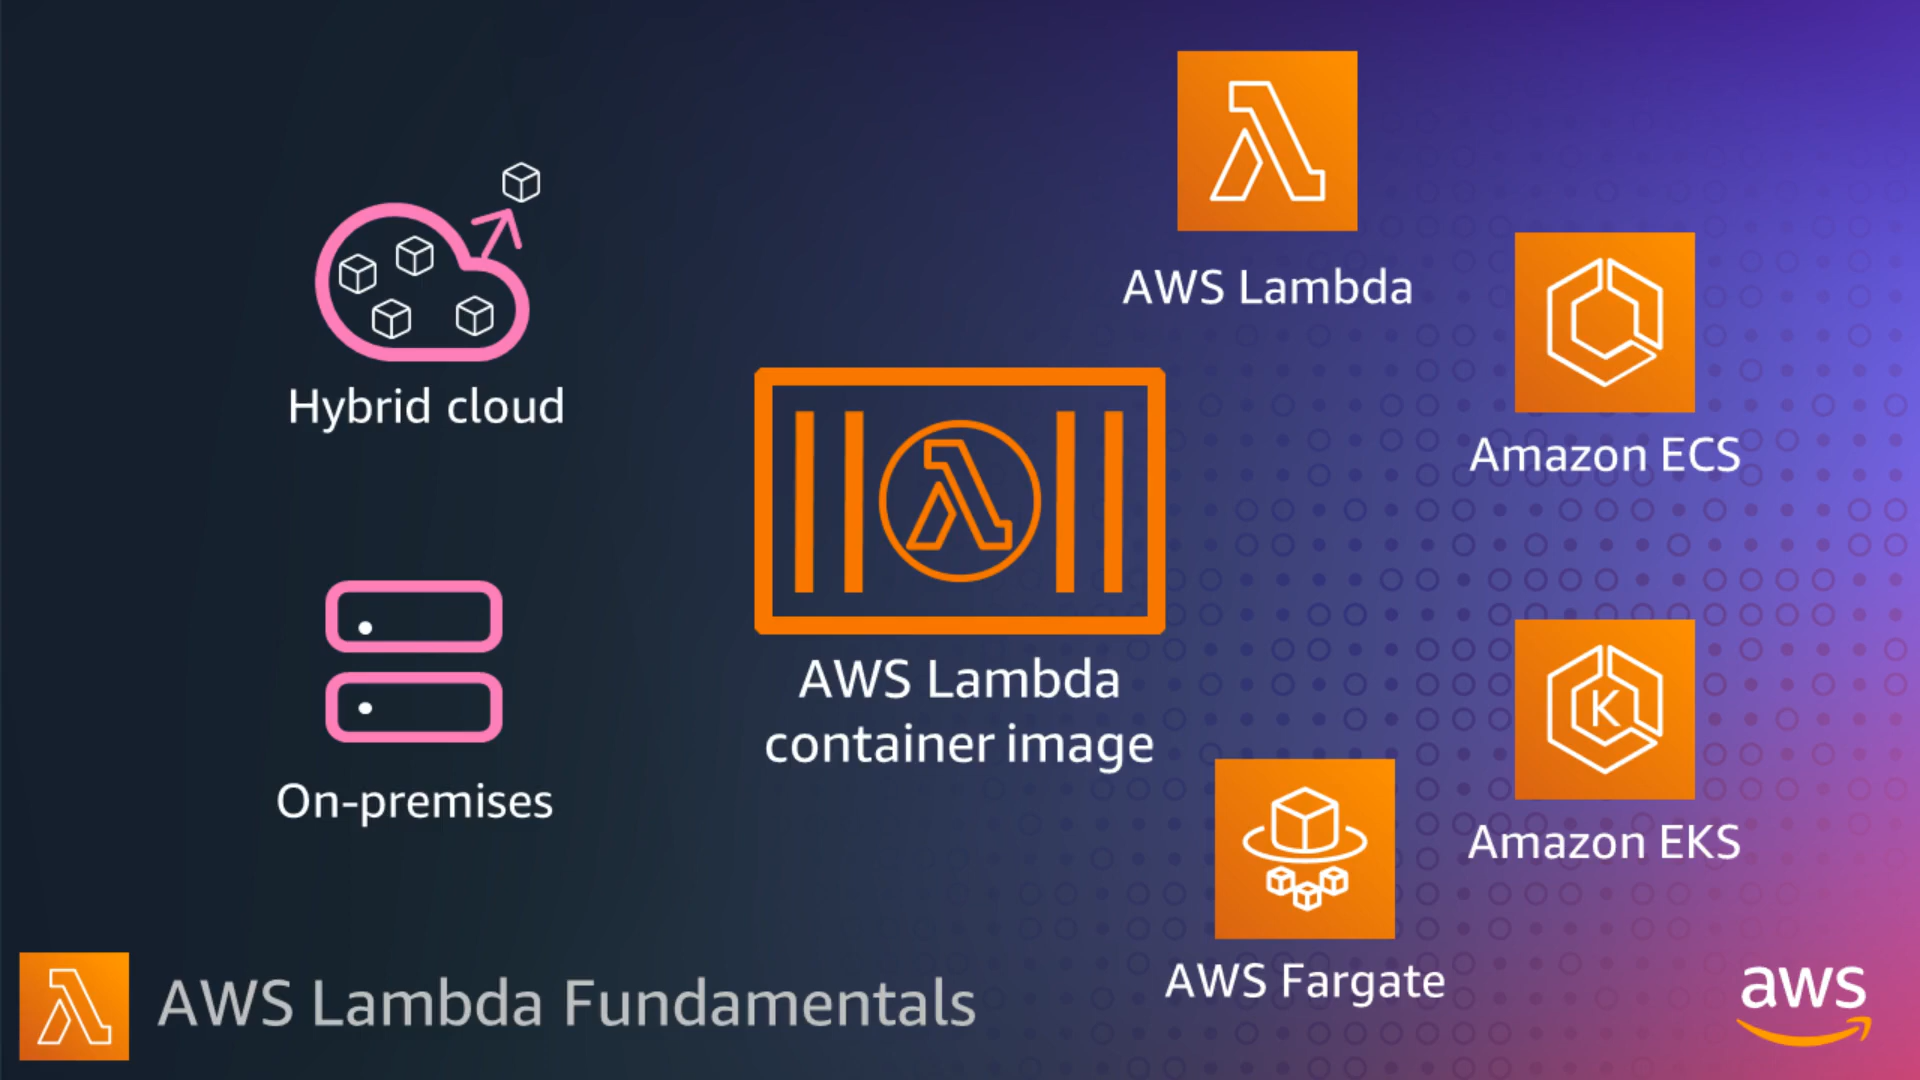 AWS Lambda
Amazon ECS
Hybrid cloud
AWS Lambda
container image
On-premises
K
Amazon EKS
AWS Fargate
AWS Lambda Fundamentals
aws